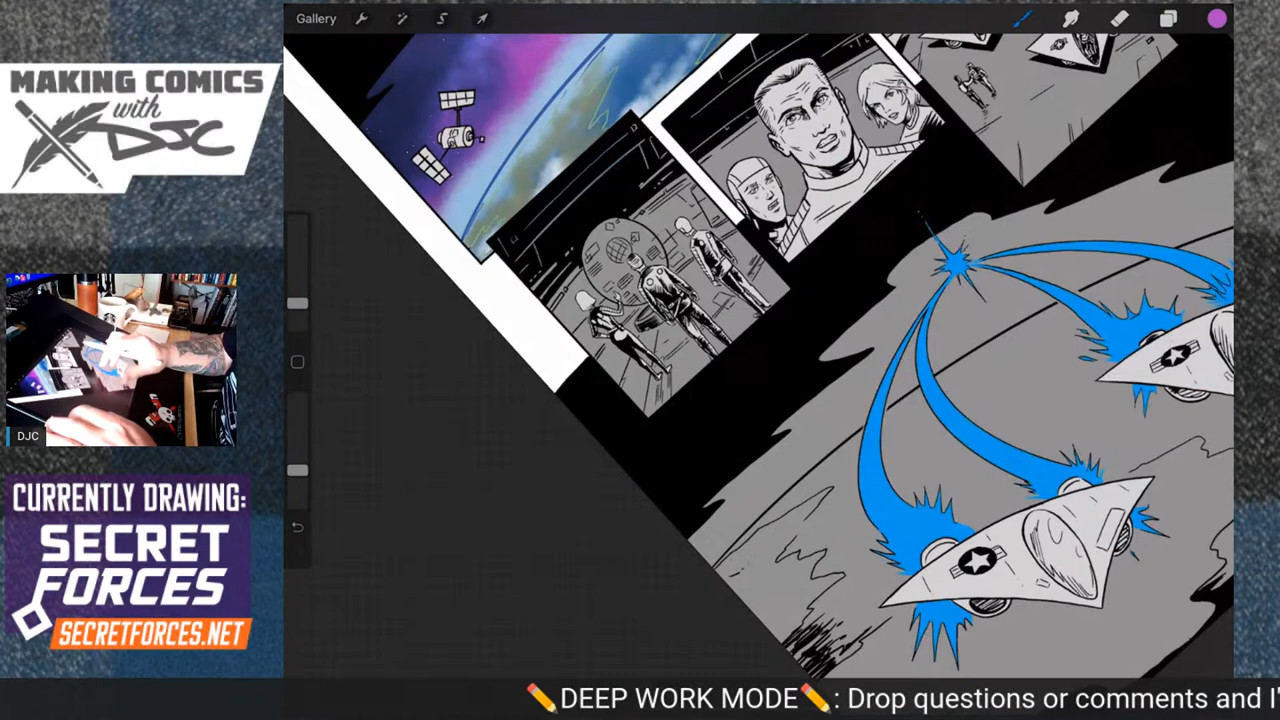 Gallery
MAKING COMICS
with
DJC
DJC
CURRENTLY DRAWING:
SECRET
FORCES
SECRETFORCES.NET
✏️DEEP WORK MODE✏️: Drop questions or comments and I'